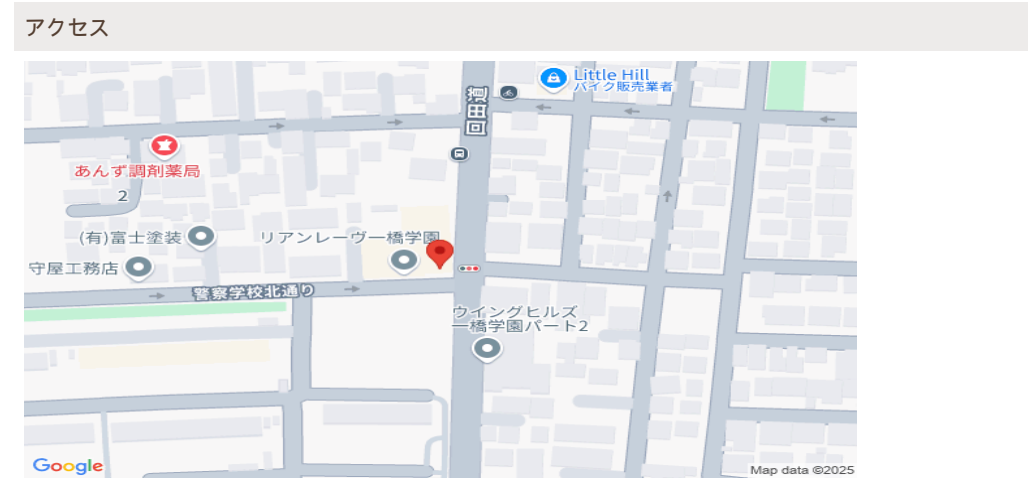 アクセス
Little Hill
バイク販売業者
回田道
あんず調剤薬局
2
(有)富士塗装
リアンレーヴ一橋学園
守屋工務店
警察学校北通り
ウイングヒルズ
一橋学園パート2
Google
Map data ©2025